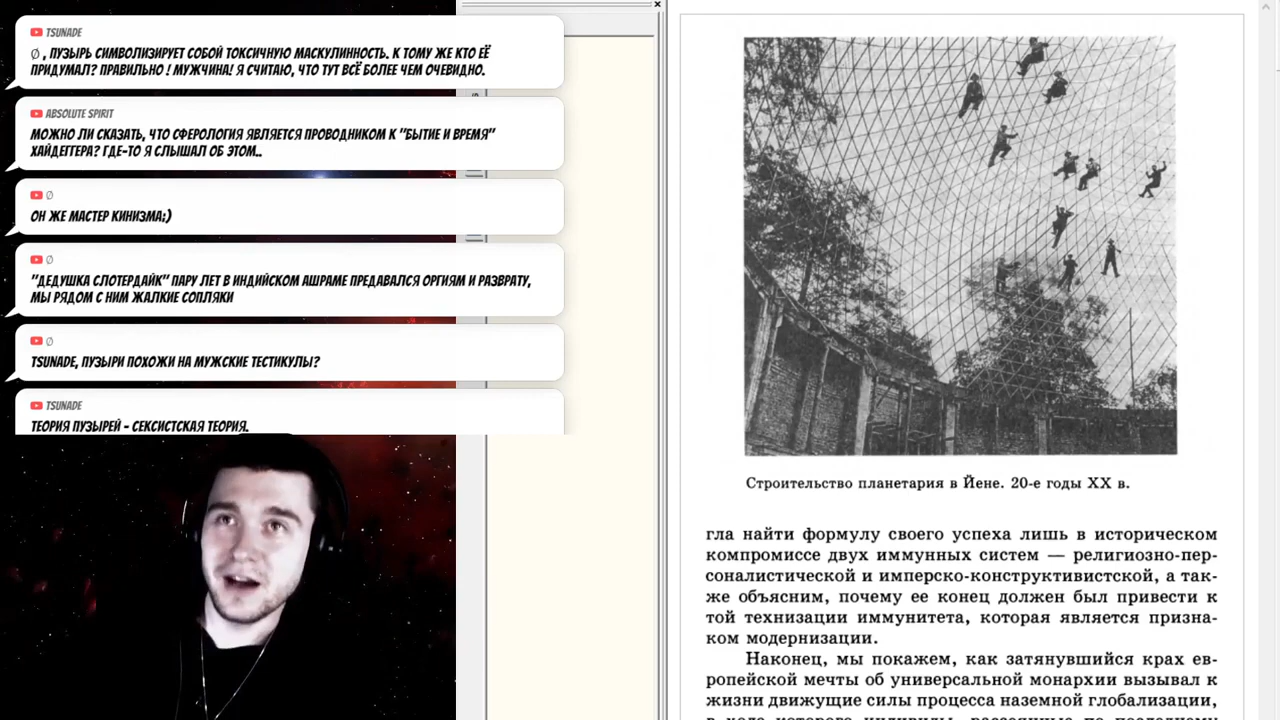 TSUNADE
Ø , ПУЗЫРЬ СИМВОЛИЗИРУЕТ СОБОЙ ТОКСИЧНУЮ МАСКУЛИННОСТЬ. К ТОМУ ЖЕ КТО ЕЁ
ПРИДУМАЛ? ПРАВИЛЬНО ! МУЖЧИНА! Я СЧИТАЮ, ЧТО ТУТ ВСЁ БОЛЕЕ ЧЕМ ОЧЕВИДНО.
ABSOLUTE SPIRIT
МОЖНО ЛИ СКАЗАТЬ, ЧТО СФЕРОЛОГИЯ ЯВЛЯЕТСЯ ПРОВОДНИКОМ К "БЫТИЕ И ВРЕМЯ"
ХАЙДЕГГЕРА? ГДЕ-ТО Я СЛЫШАЛ ОБ ЭТОМ..
Ø
ОН ЖЕ МАСТЕР КИНИЗМА;)
Ø
"ДЕДУШКА СЛОТЕРДАЙК" ПАРУ ЛЕТ В ИНДИЙСКОМ АШРАМЕ ПРЕДАВАЛСЯ ОРГИЯМ И РАЗВРАТУ,
МЫ РЯДОМ С НИМ ЖАЛКИЕ СОПЛЯКИ
Ø
TSUNADE, ПУЗЫРИ ПОХОЖИ НА МУЖСКИЕ ТЕСТИКУЛЫ?
TSUNADE
ТЕОРИЯ ПУЗЫРЕЙ - СЕКСИСТСКАЯ ТЕОРИЯ.
Строительство планетария в Йене. 20-е годы XX в.
гла найти формулу своего успеха лишь в историческом
компромиссе двух иммунных систем — религиозно-пер-
соналистической и имперско-конструктивистской, а так-
же объясним, почему ее конец должен был привести к
той технизации иммунитета, которая является призна-
ком модернизации.
Наконец, мы покажем, как затянувшийся крах ев-
ропейской мечты об универсальной монархии вызывал к
жизни движущие силы процесса наземной глобализации,